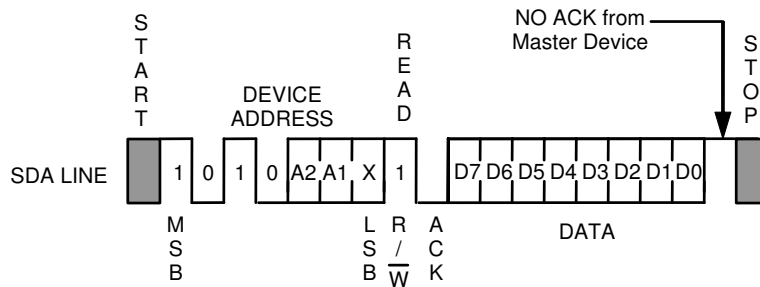 START
DEVICE
ADDRESS
READ
NO ACK from
Master Device
STOP
SDA LINE
1 0 1 0 A2 A1 X 1 D7 D6 D5 D4 D3 D2 D1 D0
MSB
LSB
R/W̅
ACK
DATA